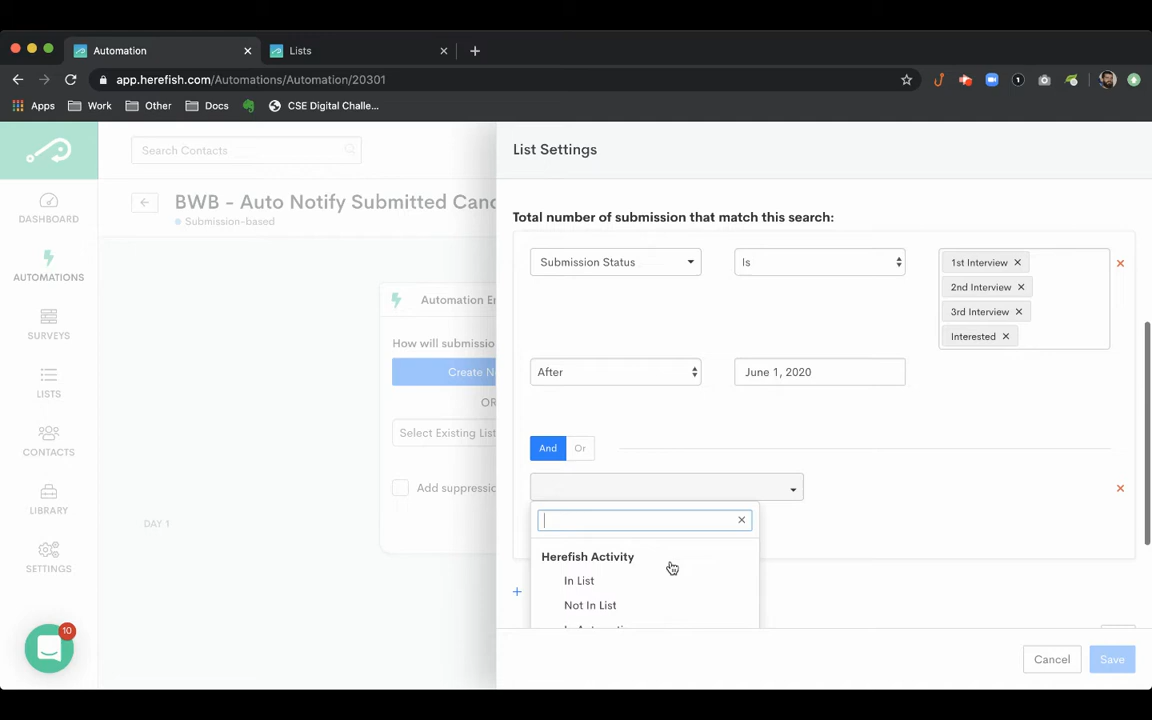 Automation
Lists
app.herefish.com/Automations/Automation/20301
Apps
Work
Other
Docs
CSE Digital Challe...
Search Contacts
List Settings
DASHBOARD
BWB - Auto Notify Submitted Canc
Submission-based
Total number of submission that match this search:
AUTOMATIONS
Submission Status
Is
1st Interview
2nd Interview
3rd Interview
Interested
Automation En
How will submissio
SURVEYS
Create N
After
June 1, 2020
LISTS
OR
Select Existing List
And
Or
CONTACTS
Add suppressio
LIBRARY
DAY 1
Herefish Activity
In List
Not In List
SETTINGS
10
Cancel
Save